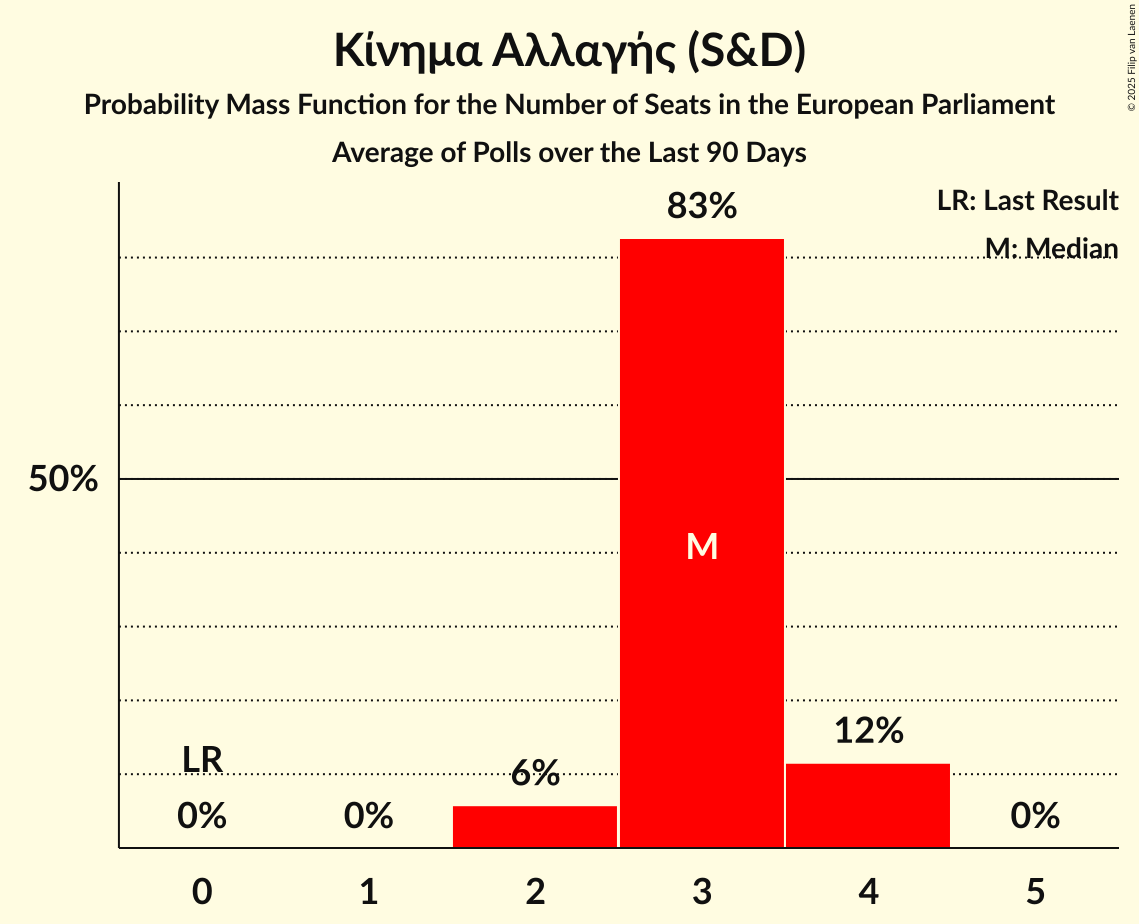 © 2025 Filip van Laenen
Κίνημα Αλλαγής (S&D)
Probability Mass Function for the Number of Seats in the European Parliament
Average of Polls over the Last 90 Days
LR: Last Result
M: Median
83%
50%
M
12%
LR
6%
0%
0%
0%
0 1 2 3 4 5